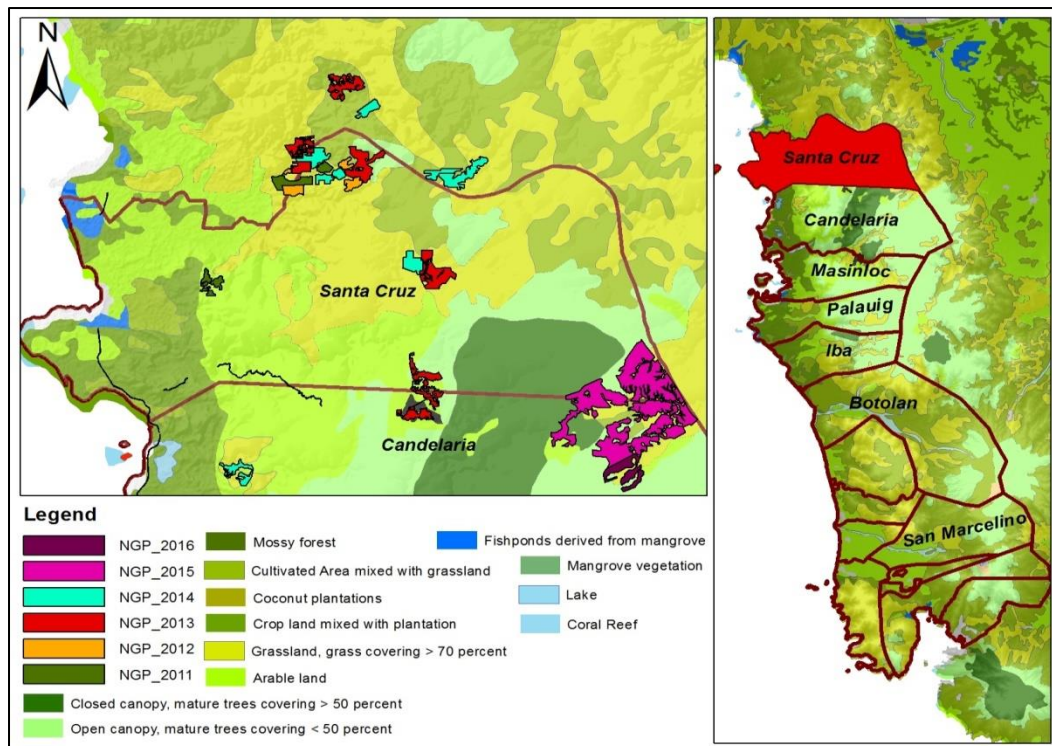 N
Santa Cruz
Candelaria
Santa Cruz
Candelaria
Masinloc
Palauig
Iba
Botolan
San Marcelino
Legend
NGP_2016
NGP_2015
NGP_2014
NGP_2013
NGP_2012
NGP_2011
Closed canopy, mature trees covering > 50 percent
Open canopy, mature trees covering < 50 percent
Mossy forest
Cultivated Area mixed with grassland
Coconut plantations
Crop land mixed with plantation
Grassland, grass covering > 70 percent
Arable land
Fishponds derived from mangrove
Mangrove vegetation
Lake
Coral Reef